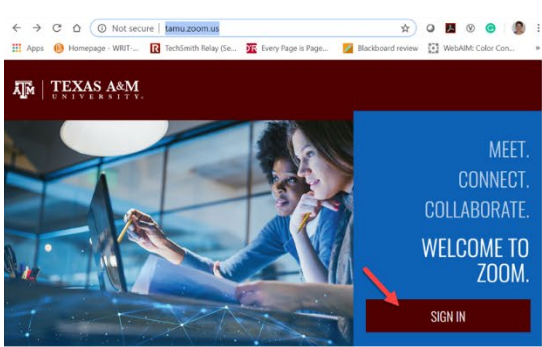 Not secure | tamu.zoom.us
Apps Homepage - WRIT-... TechSmith Relay (Se... Every Page is Page... Blackboard review WebAIM: Color Con... »
TEXAS A&M
UNIVERSITY.
MEET.
CONNECT.
COLLABORATE.
WELCOME TO
ZOOM.
SIGN IN